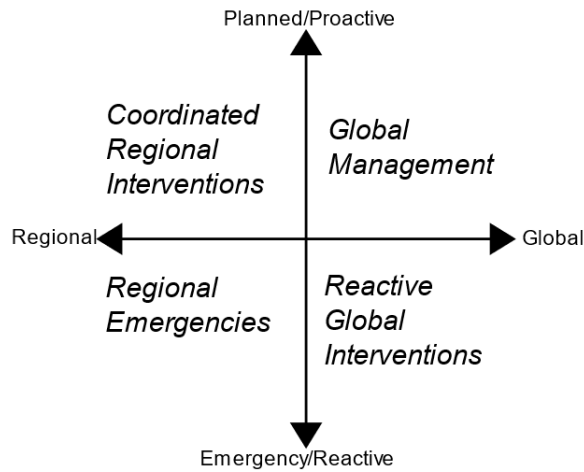 Planned/Proactive
Coordinated
Regional
Interventions
Global
Management
Regional
Global
Regional
Emergencies
Reactive
Global
Interventions
Emergency/Reactive